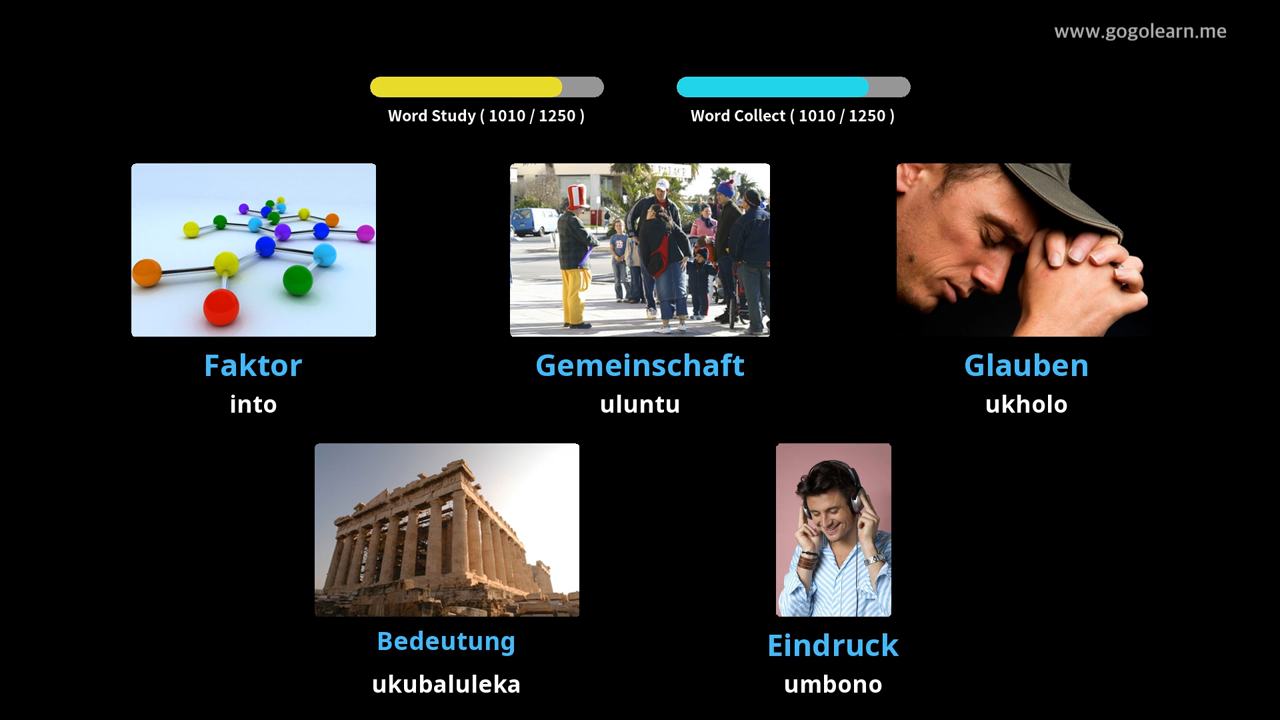 www.gogolearn.me
Word Study ( 1010 / 1250 )
Word Collect ( 1010 / 1250 )
Faktor
into
Gemeinschaft
uluntu
Glauben
ukholo
Bedeutung
ukubaluleka
Eindruck
umbono